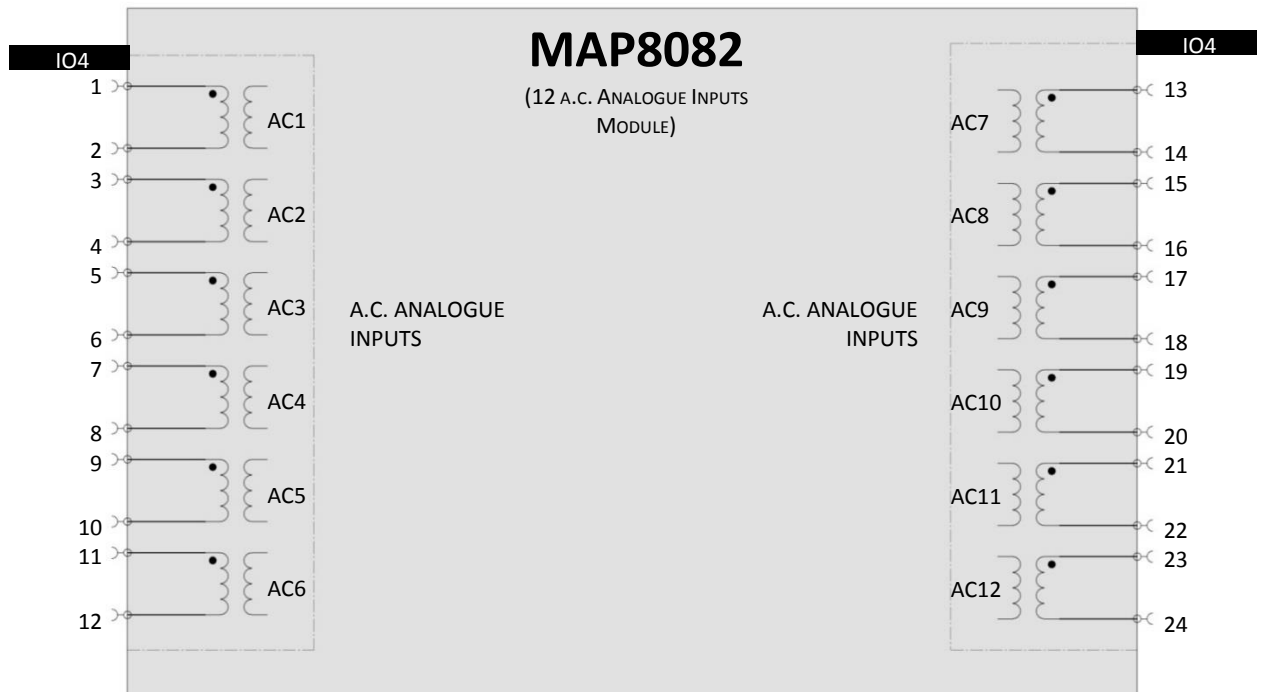 MAP8082
(12 A.C. ANALOGUE INPUTS
MODULE)
IO4
1
AC1
2
3
AC2
4
5
AC3
6
7
AC4
8
9
AC5
10
11
AC6
12
A.C. ANALOGUE
INPUTS
A.C. ANALOGUE
INPUTS
IO4
13
AC7
14
15
AC8
16
17
AC9
18
19
AC10
20
21
AC11
22
23
AC12
24